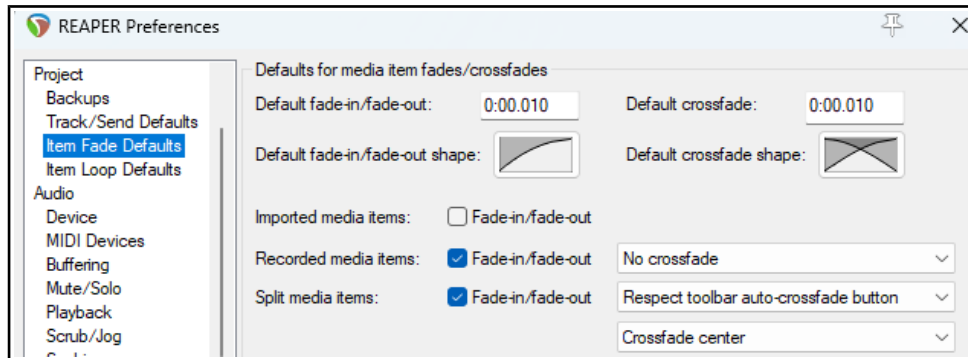 REAPER Preferences
Project
Backups
Track/Send Defaults
Item Fade Defaults
Item Loop Defaults
Audio
Device
MIDI Devices
Buffering
Mute/Solo
Playback
Scrub/Jog
Defaults for media item fades/crossfades
Default fade-in/fade-out: 0:00.010 Default crossfade: 0:00.010
Default fade-in/fade-out shape: Default crossfade shape:
Imported media items: Fade-in/fade-out
Recorded media items: Fade-in/fade-out No crossfade
Split media items: Fade-in/fade-out Respect toolbar auto-crossfade button
Crossfade center